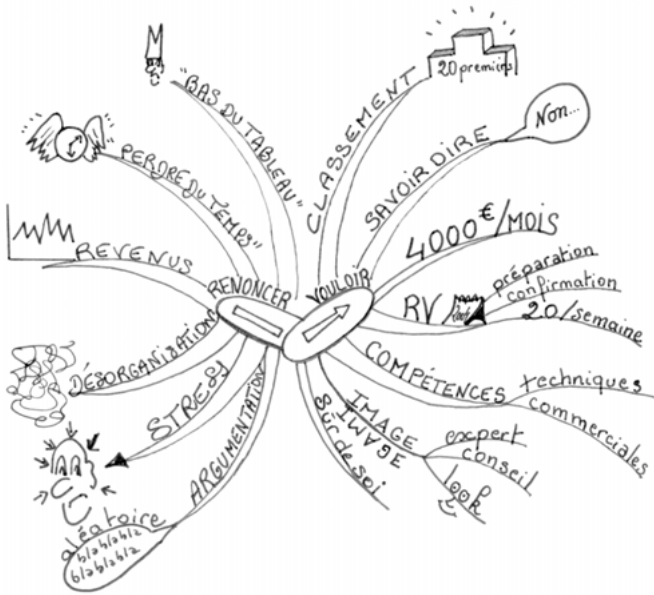 "BAS DU TABLEAU"
PERDRE DU TEMPS"
REVENUS
RENONCER
DÉSORGANISATION
STRESS
ARGUMENTATION
aléatoire
blablabla
blablabla
VOULOIR
CLASSEMENT
20 premiers
SAVOIR DIRE
Non...
4000€/MOIS
RV/
préparation
confirmation
20/semaine
COMPÉTENCES
techniques
commerciales
IMAGE
IMAGE
expert
conseil
look
Sûr de soi